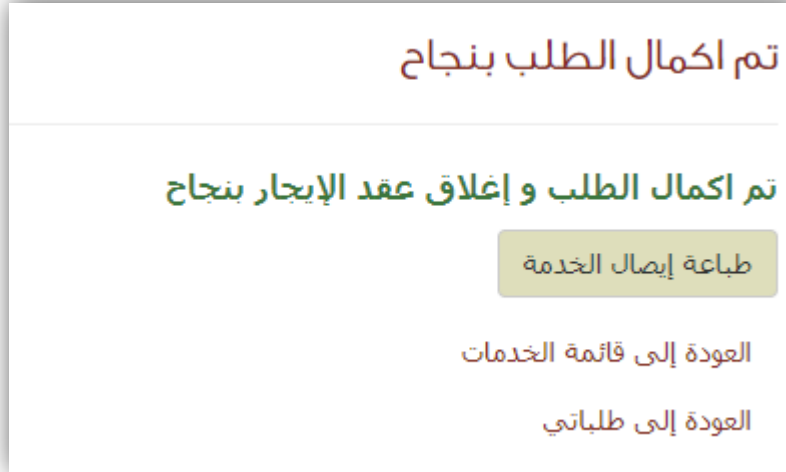 تم اكمال الطلب بنجاح
تم اكمال الطلب و إغلاق عقد الإيجار بنجاح
طباعة إيصال الخدمة
العودة إلى قائمة الخدمات
العودة إلى طلباتي